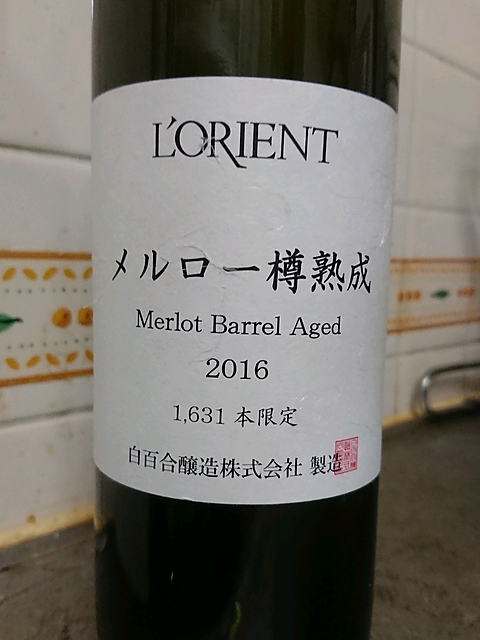 L'ORIENT
メルロー樽熟成
Merlot Barrel Aged
2016
1,631 本限定
白百合醸造株式会社 製造